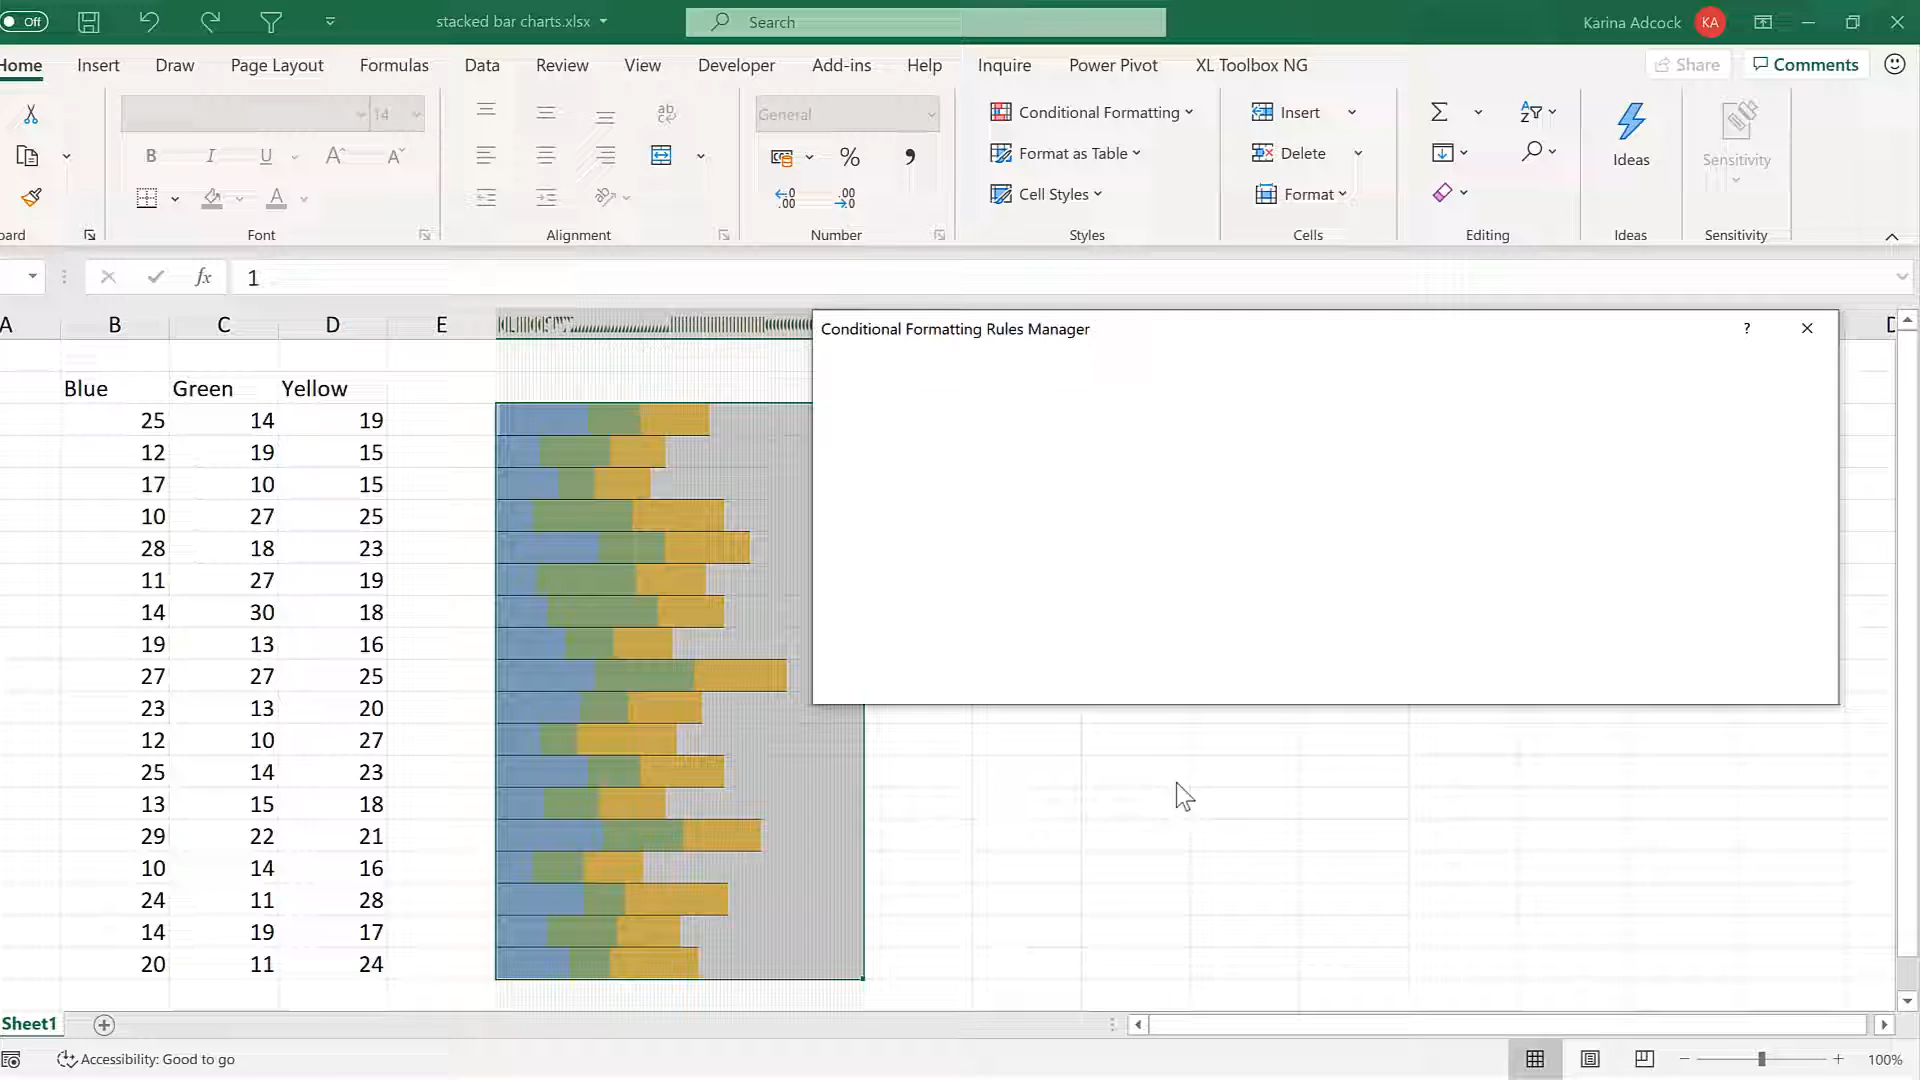 Off stacked bar charts.xlsx Search Karina Adcock KA
Home Insert Draw Page Layout Formulas Data Review View Developer Add-ins Help Inquire Power Pivot XL Toolbox NG Share Comments
14 ab General Conditional Formatting Insert
B I U A A % , Format as Table Delete Ideas Sensitivity
A Cell Styles Format
ard Font Alignment Number Styles Cells Editing Ideas Sensitivity
fx 1
A B C D E
Conditional Formatting Rules Manager ?
Blue Green Yellow
25 14 19
12 19 15
17 10 15
10 27 25
28 18 23
11 27 19
14 30 18
19 13 16
27 27 25
23 13 20
12 10 27
25 14 23
13 15 18
29 22 21
10 14 16
24 11 28
14 19 17
20 11 24
Sheet1
Accessibility: Good to go 100%